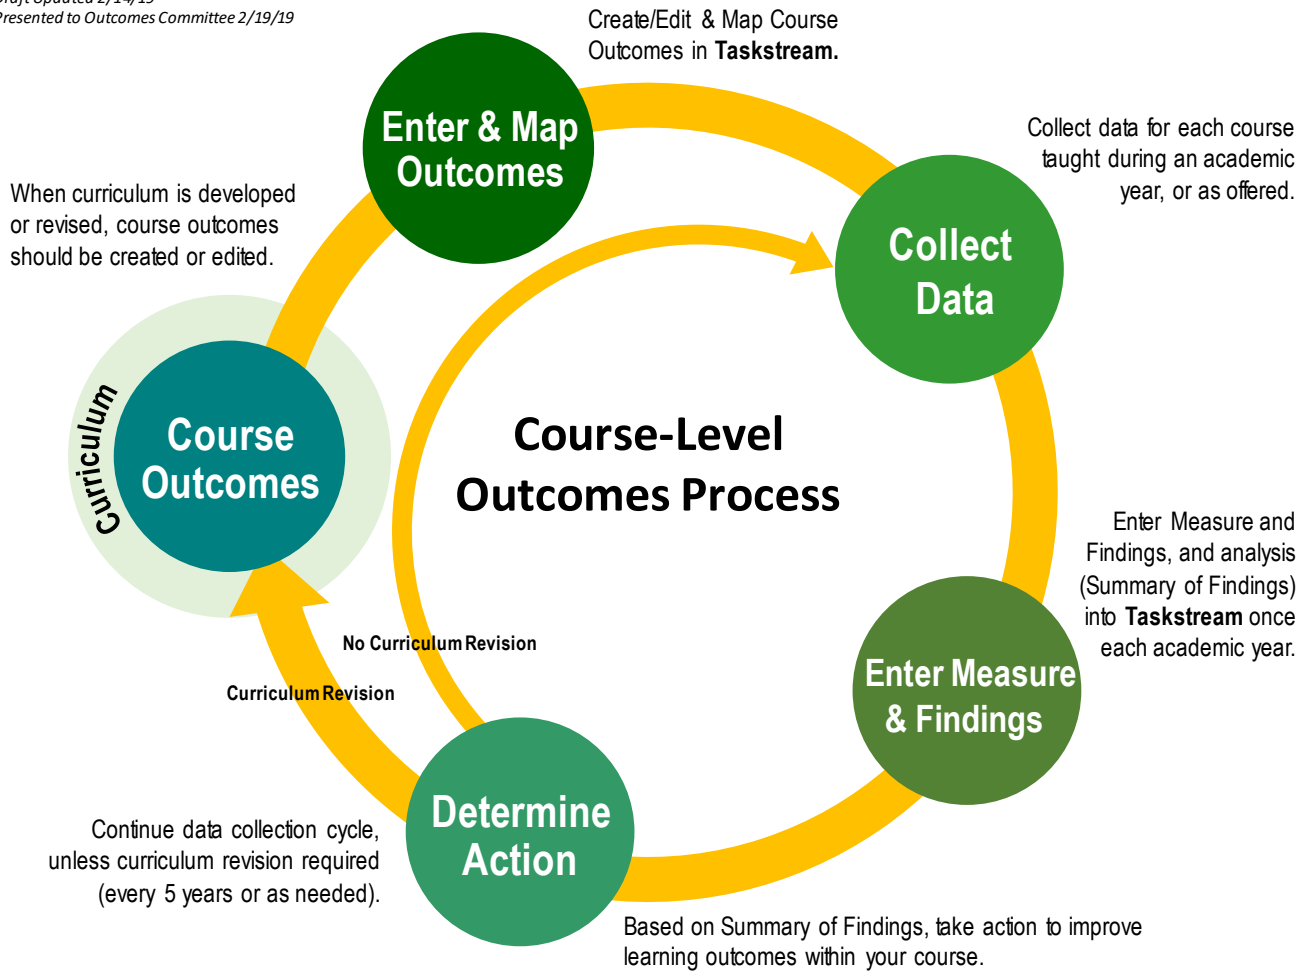 Draft Updated 2/14/19
Presented to Outcomes Committee 2/19/19
Create/Edit & Map Course
Outcomes in Taskstream.
Enter & Map
Outcomes
Collect data for each course
taught during an academic
year, or as offered.
When curriculum is developed
or revised, course outcomes
should be created or edited.
Collect
Data
Curriculum
Course
Outcomes
Course-Level
Outcomes Process
Enter Measure and
Findings, and analysis
(Summary of Findings)
into Taskstream once
each academic year.
No Curriculum Revision
Curriculum Revision
Enter Measure
& Findings
Determine
Action
Continue data collection cycle,
unless curriculum revision required
(every 5 years or as needed).
Based on Summary of Findings, take action to improve
learning outcomes within your course.